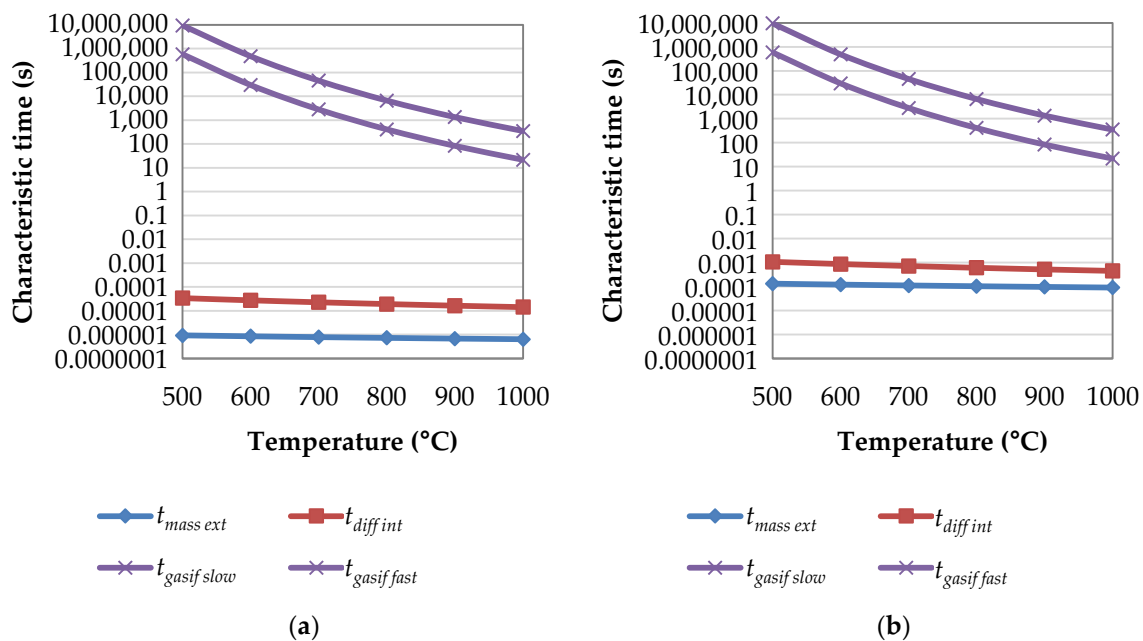 Characteristic time (s)
10,000,000
1,000,000
100,000
10,000
1,000
100
10
1
0.1
0.01
0.001
0.0001
0.00001
0.000001
0.0000001
500 600 700 800 900 1000
Temperature (°C)
t mass ext t diff int
t gasif slow t gasif fast
(a)
Characteristic time (s)
10,000,000
1,000,000
100,000
10,000
1,000
100
10
1
0.1
0.01
0.001
0.0001
0.00001
0.000001
0.0000001
500 600 700 800 900 1000
Temperature (°C)
t mass ext t diff int
t gasif slow t gasif fast
(b)